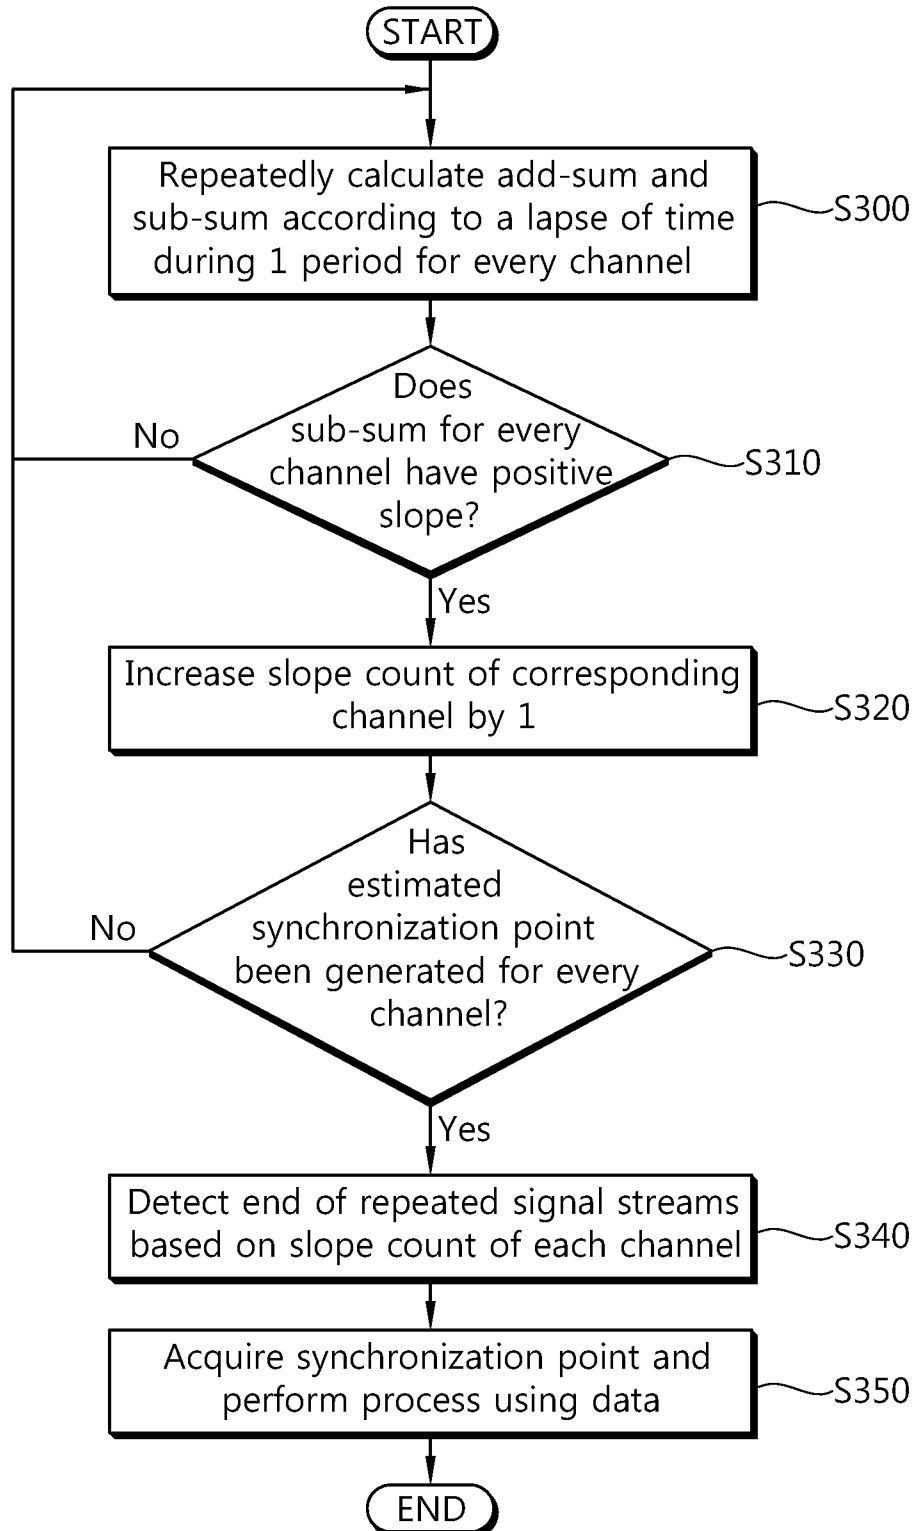 START
Repeatedly calculate add-sum and
sub-sum according to a lapse of time
during 1 period for every channel
S300
Does
sub-sum for every
channel have positive
slope?
No
S310
Yes
Increase slope count of corresponding
channel by 1
S320
Has
estimated
synchronization point
been generated for every
channel?
No
S330
Yes
Detect end of repeated signal streams
based on slope count of each channel
S340
Acquire synchronization point and
perform process using data
S350
END